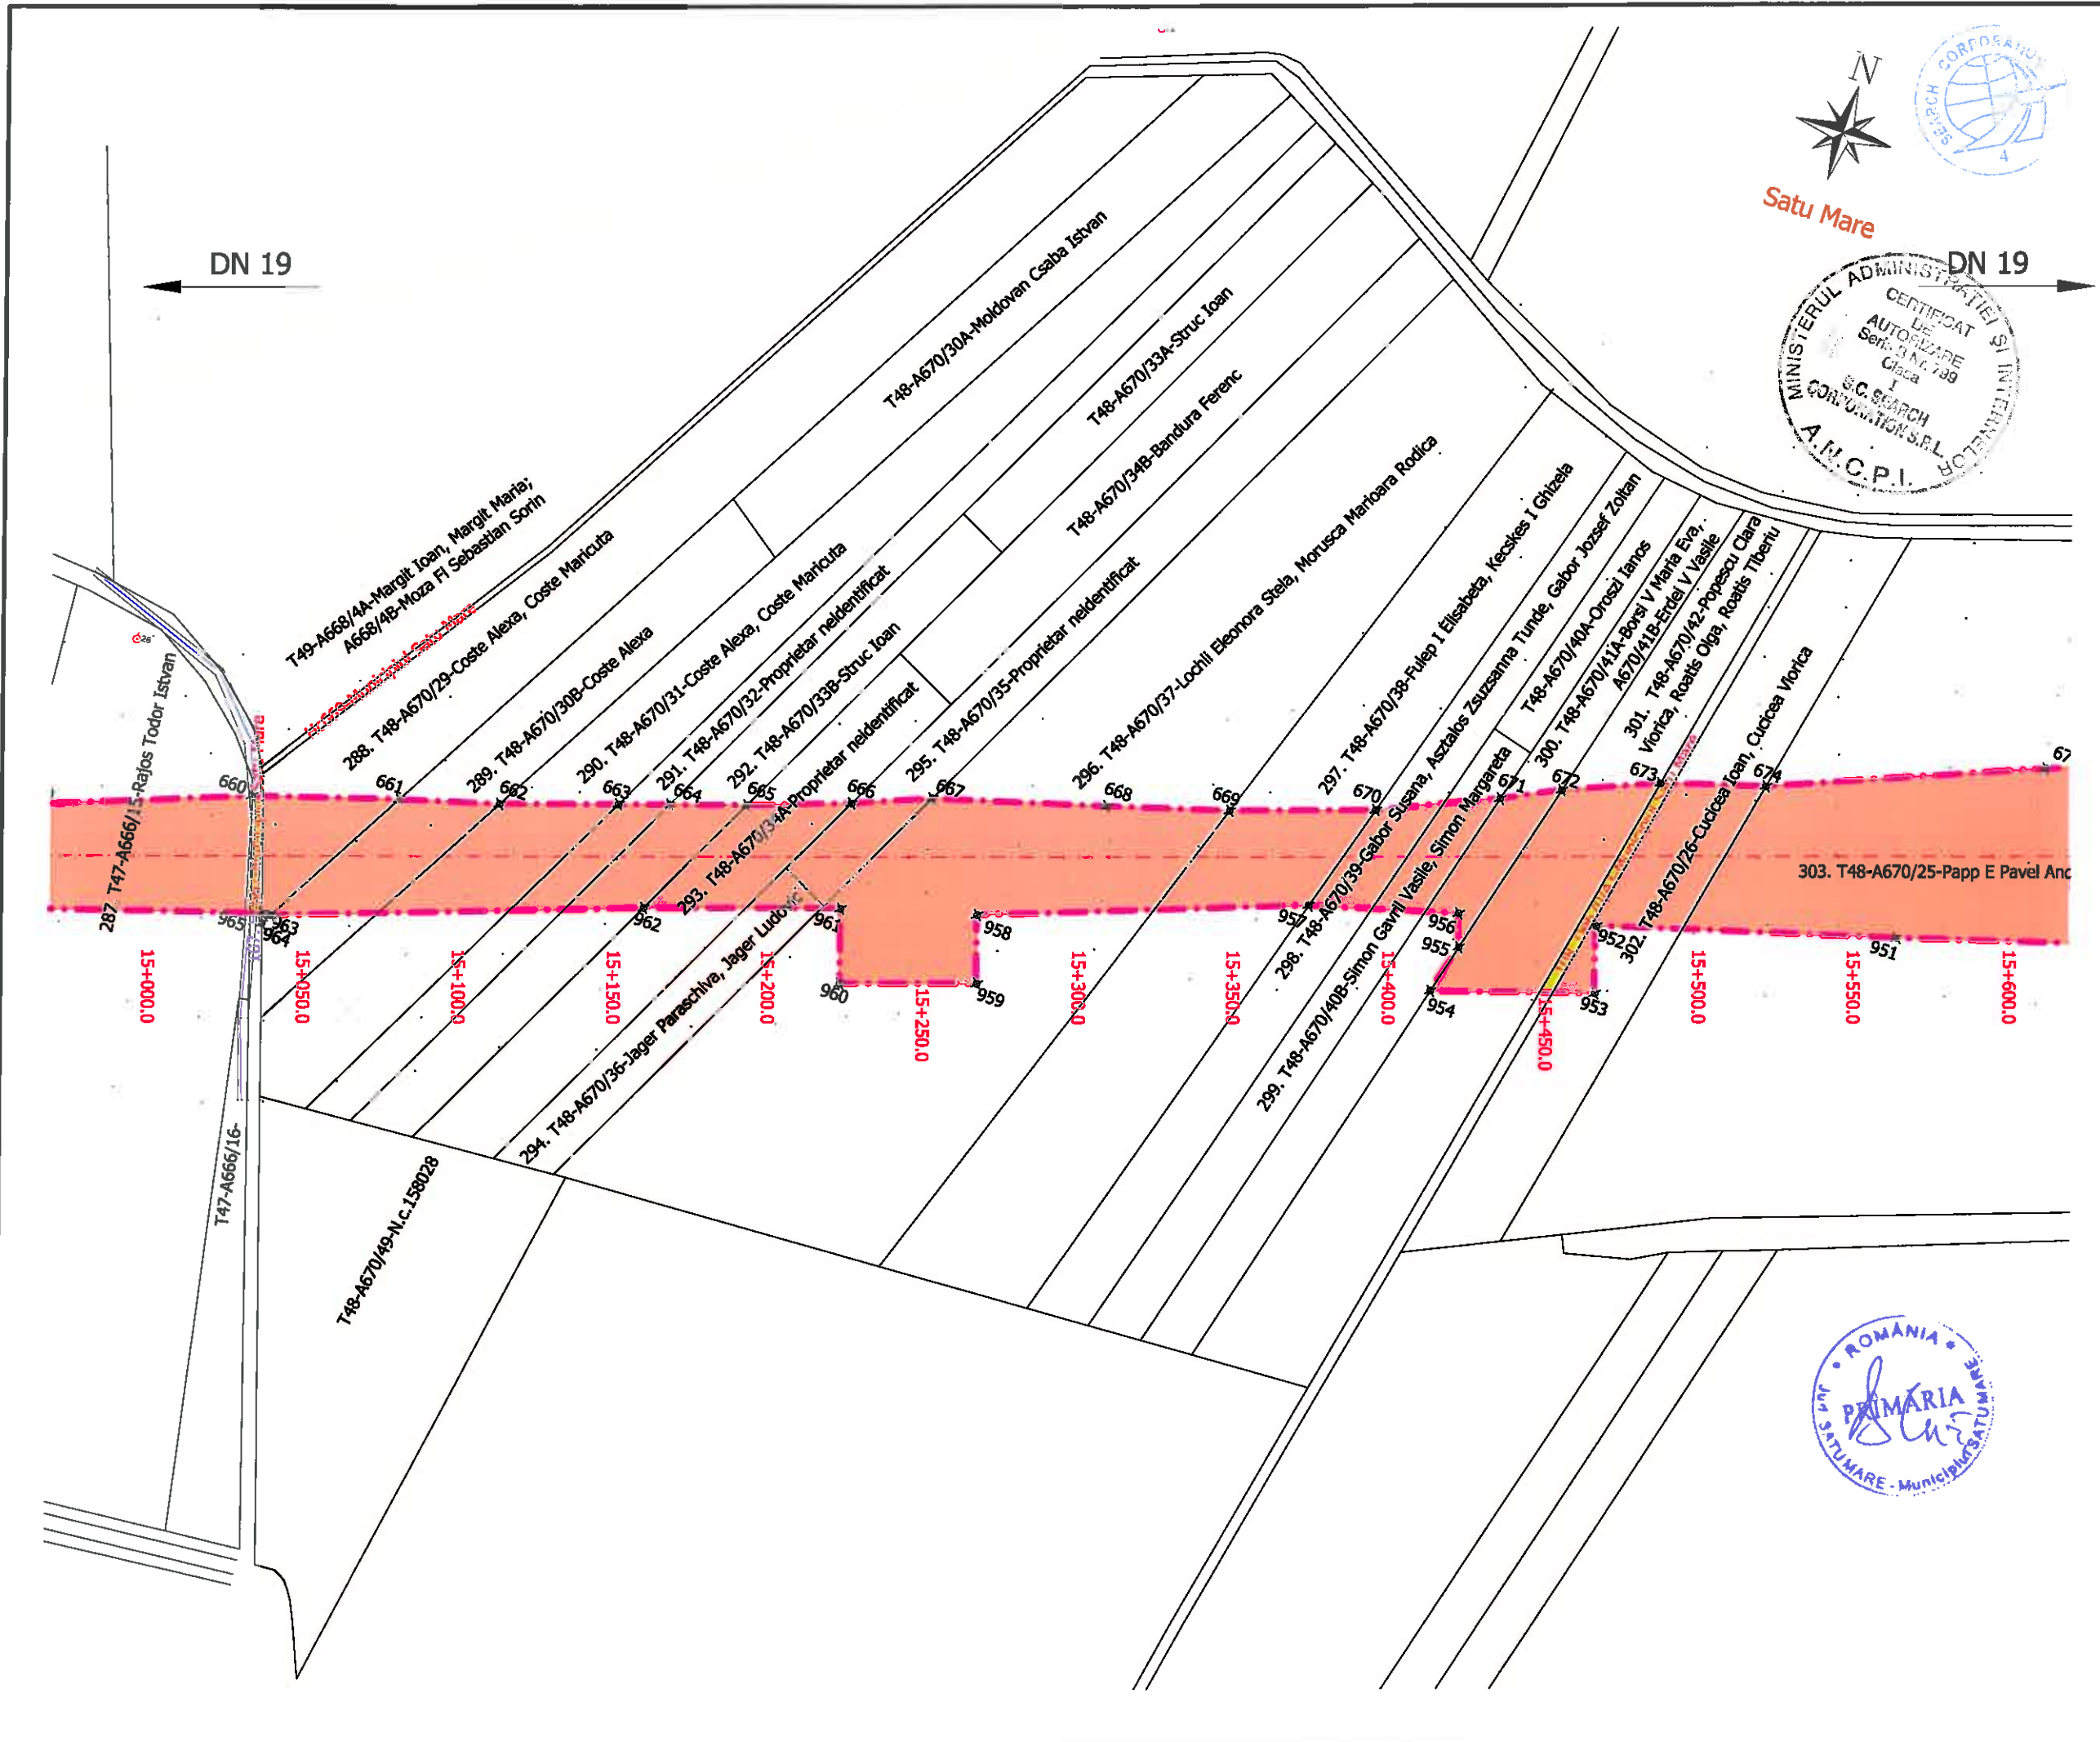 N
SEARCH CORPORATION
4
Satu Mare
DN 19
DN 19
MINISTERUL ADMINISTRAȚIEI ȘI INTERNELOR
CERTIFICAT
DE
AUTORIZARE
Seria B Nr. 799
Clasa
I
S.C. SEARCH
CORPORATION S.R.L.
A.N.C.P.I.
T49-A668/4A-Margit Ioan, Margit Maria;
A668/4B-Moza Fl Sebastian Sorin
287. T47-A666/15-Rajos Todor Istvan
288. T48-A670/29-Coste Alexa, Coste Maricuta
T48-A670/30A-Moldovan Csaba Istvan
289. T48-A670/30B-Coste Alexa
290. T48-A670/31-Coste Alexa, Coste Maricuta
291. T48-A670/32-Proprietar neidentificat
T48-A670/33A-Struc Ioan
292. T48-A670/33B-Struc Ioan
T48-A670/34B-Bandura Ferenc
293. T48-A670/34A-Proprietar neidentificat
294. T48-A670/36-Jager Paraschiva, Jager Ludovic
295. T48-A670/35-Proprietar neidentificat
296. T48-A670/37-Lochli Eleonora Stela, Morusca Marioara Rodica
297. T48-A670/38-Fulep I Elisabeta, Kecskes I Ghizela
298. T48-A670/39-Gabor Susana, Asztalos Zsuzsanna Tunde, Gabor Jozsef Zoltan
299. T48-A670/40B-Simon Gavril Vasile, Simon Margareta
T48-A670/40A-Oroszi Ianos
300. T48-A670/41A-Borsi V Maria Eva,
A670/41B-Erdei V Vasile
301. T48-A670/42-Popescu Clara
Viorica, Roatis Olga, Roatis Tiberiu
302. T48-A670/26-Cucicea Ioan, Cucicea Viorica
303. T48-A670/25-Papp E Pavel And
660
661
662
663
664
665
666
667
668
669
670
671
672
673
674
67
965
963
964
962
961
960
958
959
957
956
955
954
952
953
951
15+000.0
15+050.0
15+100.0
15+150.0
15+200.0
15+250.0
15+300.0
15+350.0
15+400.0
15+450.0
15+500.0
15+550.0
15+600.0
T47-A666/16-
T48-A670/49-N.c.158028
ROMÂNIA
PRIMĂRIA
Jud SATU MARE - Municipiul SATU MARE